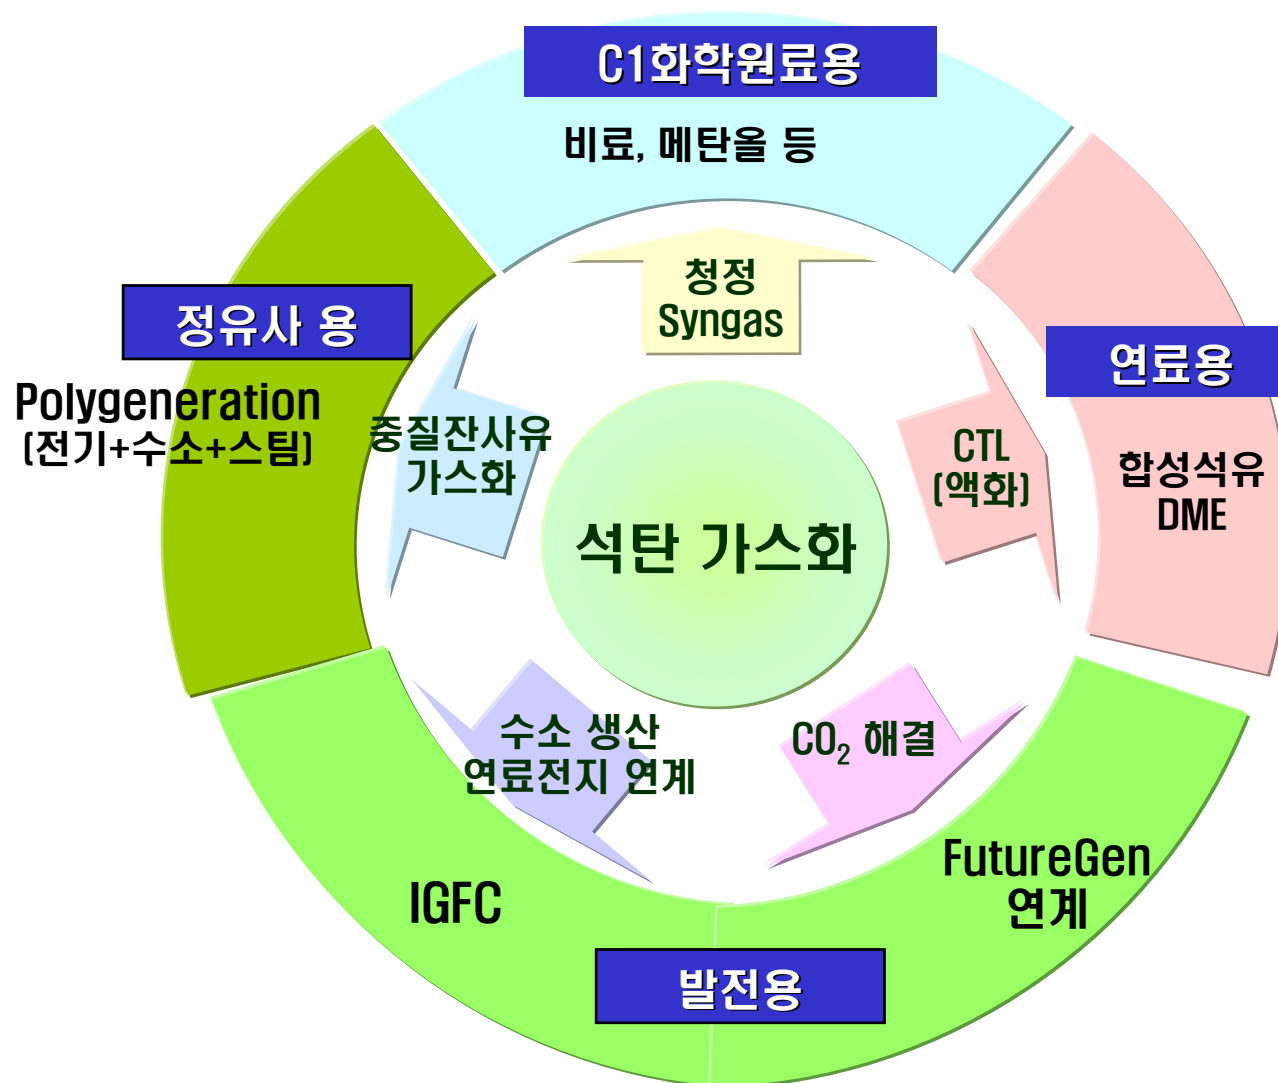 C1화학원료용
비료, 메탄올 등
청정
Syngas
정유사 용
Polygeneration
(전기+수소+스팀)
중질잔사유
가스화
연료용
합성석유
DME
CTL
(액화)
석탄 가스화
수소 생산
연료전지 연계
CO₂ 해결
IGFC
FutureGen
연계
발전용